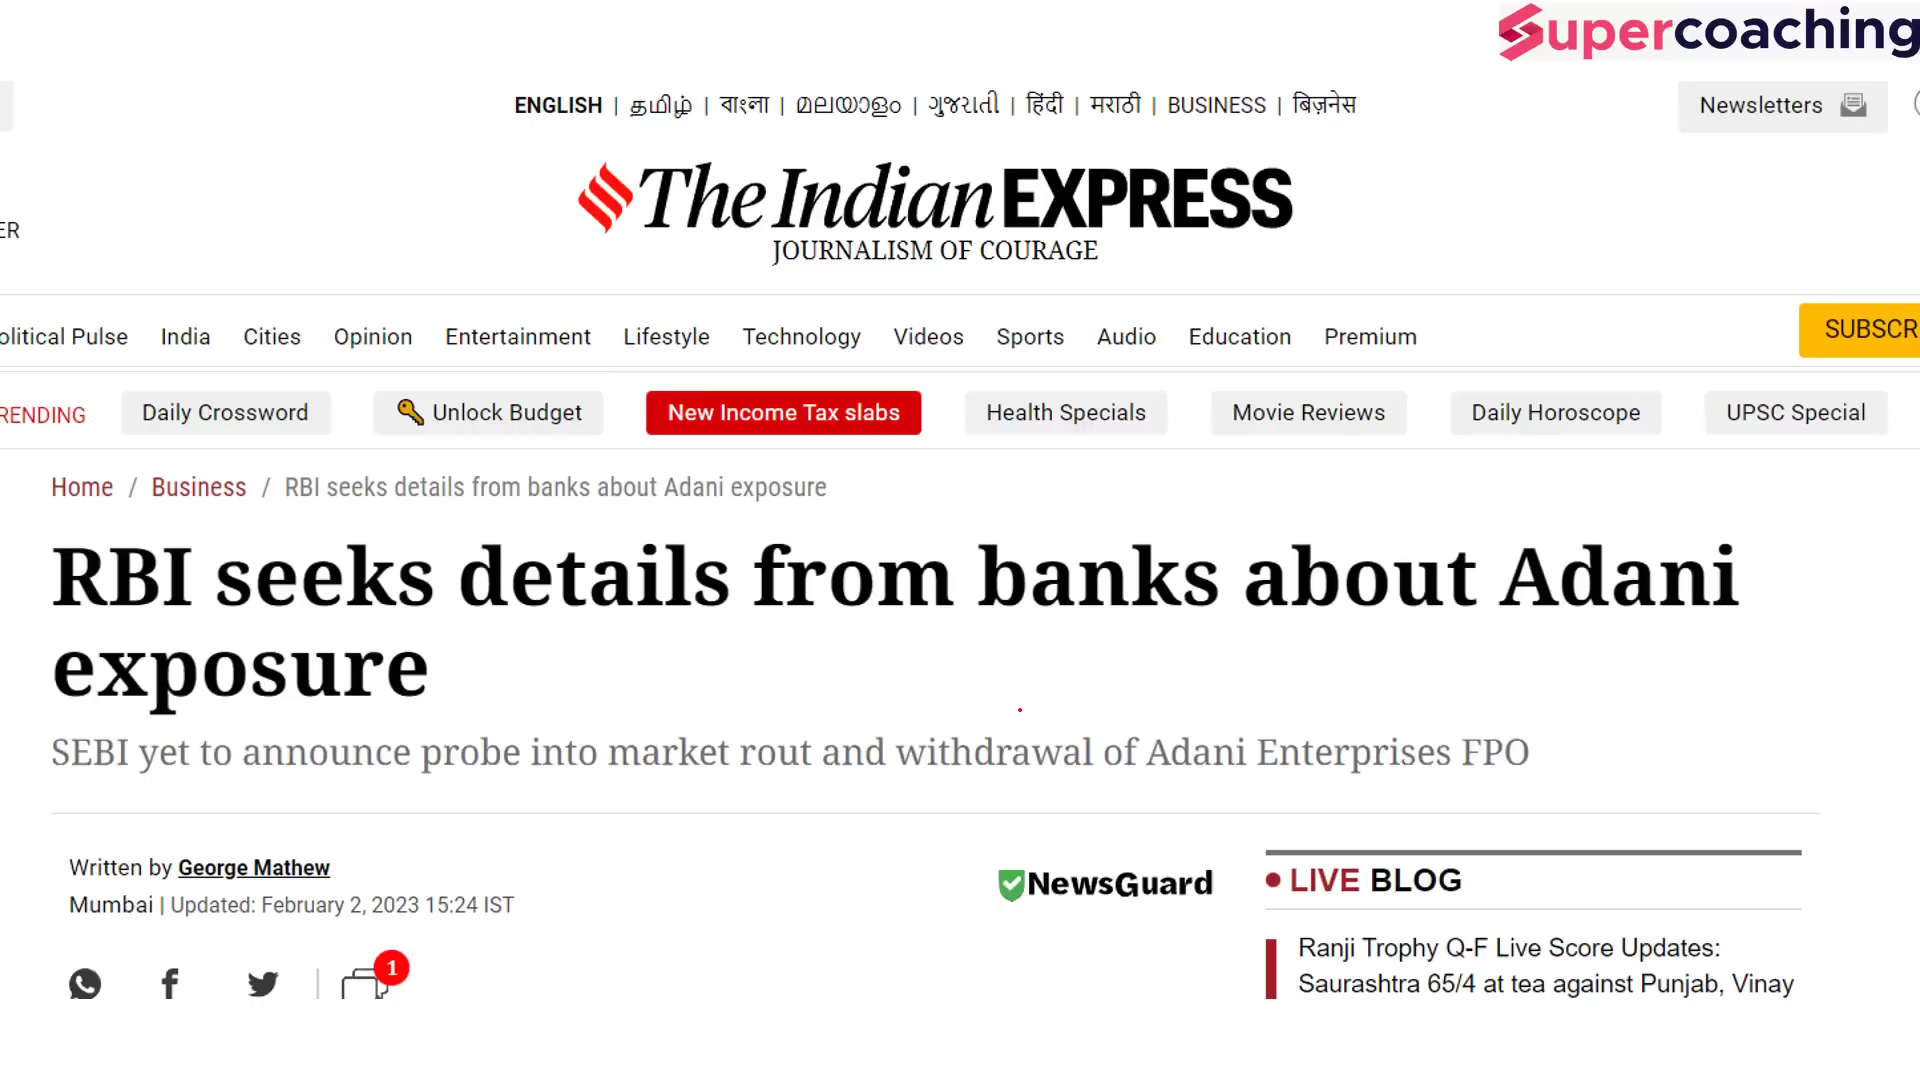 Supercoaching
ENGLISH | தமிழ் | বাংলা | മലയാളം | ગુજરાતી | हिंदी | मराठी | BUSINESS | बिज़नेस
Newsletters
The Indian EXPRESS
JOURNALISM OF COURAGE
ER
olitical Pulse India Cities Opinion Entertainment Lifestyle Technology Videos Sports Audio Education Premium
SUBSCR
RENDING Daily Crossword Unlock Budget New Income Tax slabs Health Specials Movie Reviews Daily Horoscope UPSC Special
Home / Business / RBI seeks details from banks about Adani exposure
RBI seeks details from banks about Adani
exposure
SEBI yet to announce probe into market rout and withdrawal of Adani Enterprises FPO
Written by George Mathew
Mumbai | Updated: February 2, 2023 15:24 IST
1
NewsGuard
LIVE BLOG
Ranji Trophy Q-F Live Score Updates:
Saurashtra 65/4 at tea against Punjab, Vinay